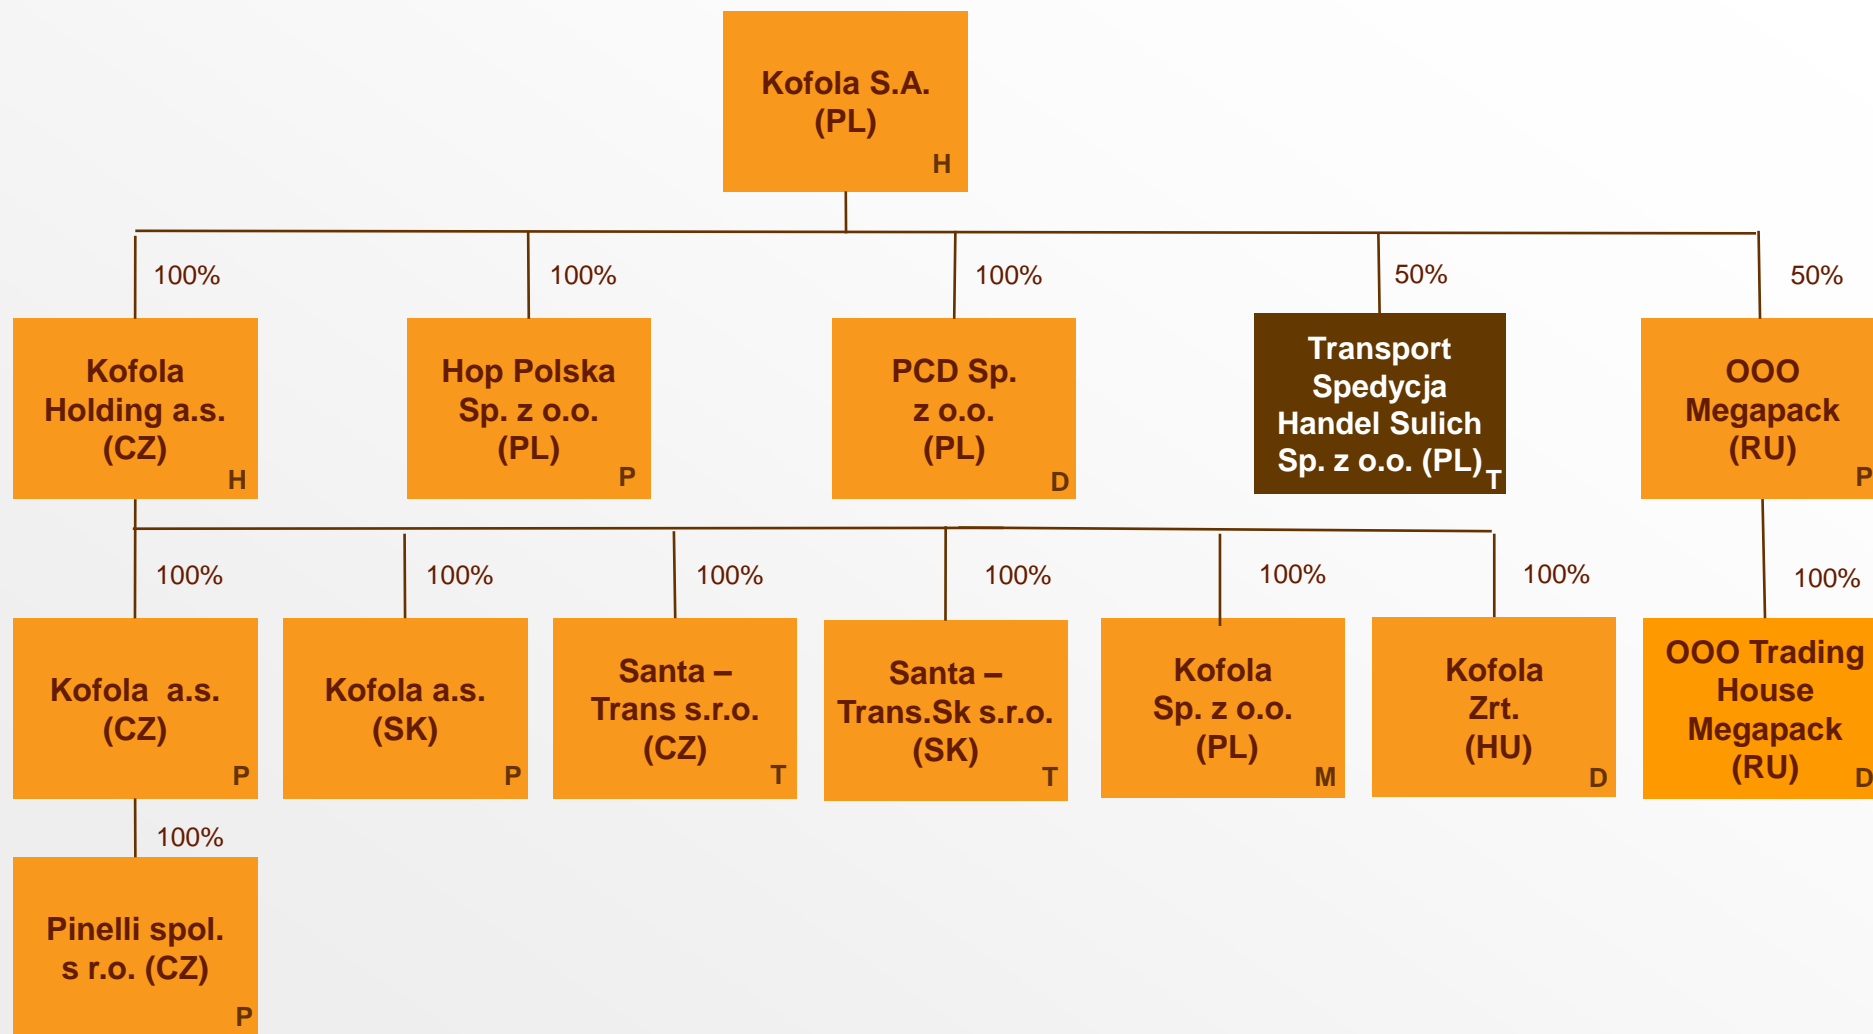 Kofola S.A.
(PL)
H
100%
100%
100%
50%
50%
Kofola
Holding a.s.
(CZ)
H
Hop Polska
Sp. z o.o.
(PL)
P
PCD Sp.
z o.o.
(PL)
D
Transport
Spedycja
Handel Sulich
Sp. z o.o. (PL)
T
OOO
Megapack
(RU)
P
100%
100%
100%
100%
100%
100%
100%
Kofola a.s.
(CZ)
P
Kofola a.s.
(SK)
P
Santa –
Trans s.r.o.
(CZ)
T
Santa –
Trans.Sk s.r.o.
(SK)
T
Kofola
Sp. z o.o.
(PL)
M
Kofola
Zrt.
(HU)
D
OOO Trading
House
Megapack
(RU)
D
100%
Pinelli spol.
s r.o. (CZ)
P